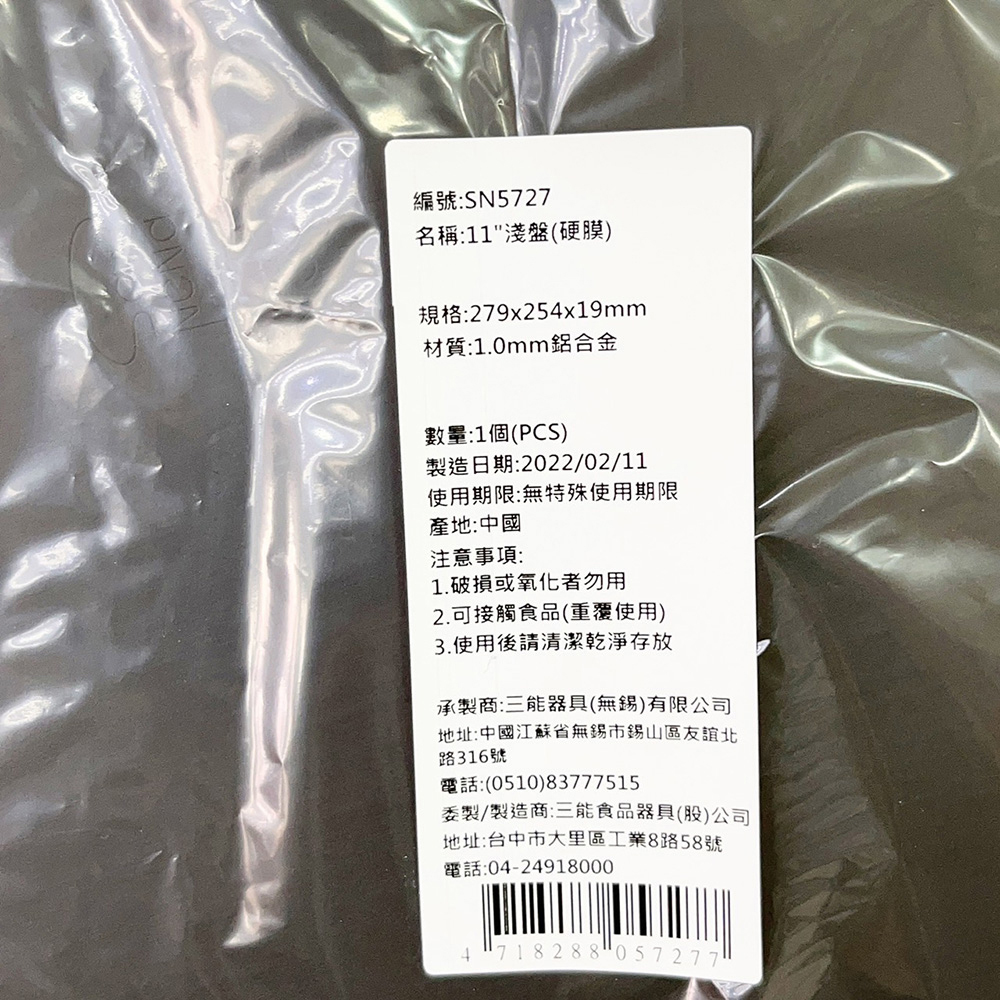 編號:SN5727
名稱:11"淺盤(硬膜)
規格:279x254x19mm
材質:1.0mm鋁合金
數量:1個(PCS)
製造日期:2022/02/11
使用期限:無特殊使用期限
產地:中國
注意事項:
1.破損或氧化者勿用
2.可接觸食品(重覆使用)
3.使用後請清潔乾淨存放
承製商:三能器具(無錫)有限公司
地址:中國江蘇省無錫市錫山區友誼北
路316號
電話:(0510)83777515
委製/製造商:三能食品器具(股)公司
地址:台中市大里區工業8路58號
電話:04-24918000
4 718288 057277